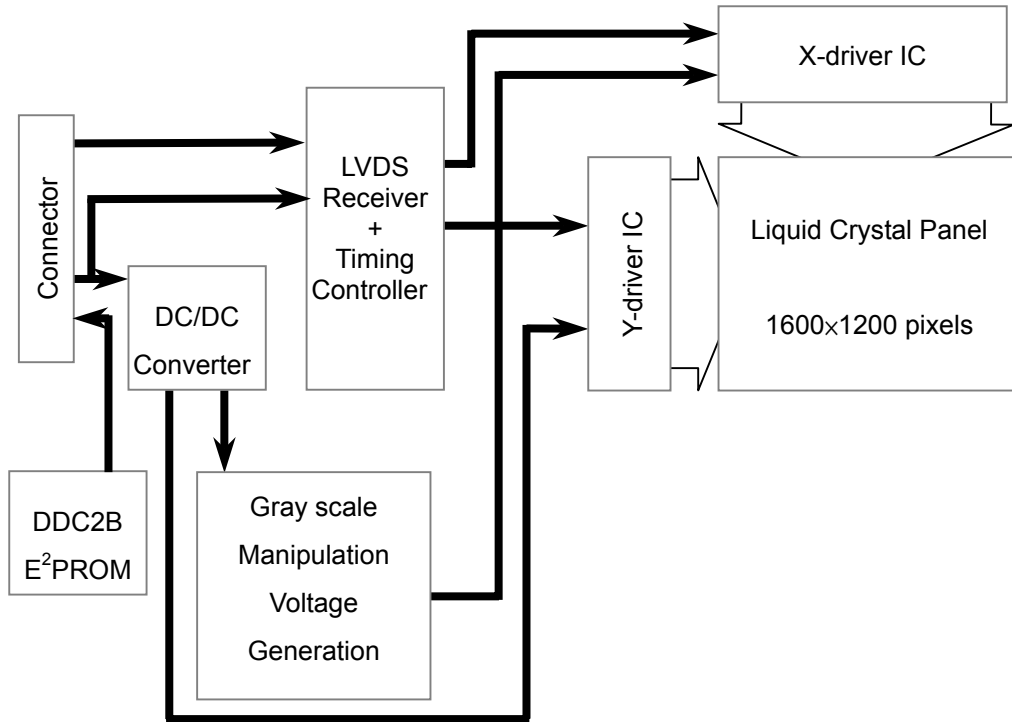 X-driver IC
Connector
LVDS
Receiver
+
Timing
Controller
Y-driver IC
Liquid Crystal Panel
1600×1200 pixels
DC/DC
Converter
DDC2B
E²PROM
Gray scale
Manipulation
Voltage
Generation